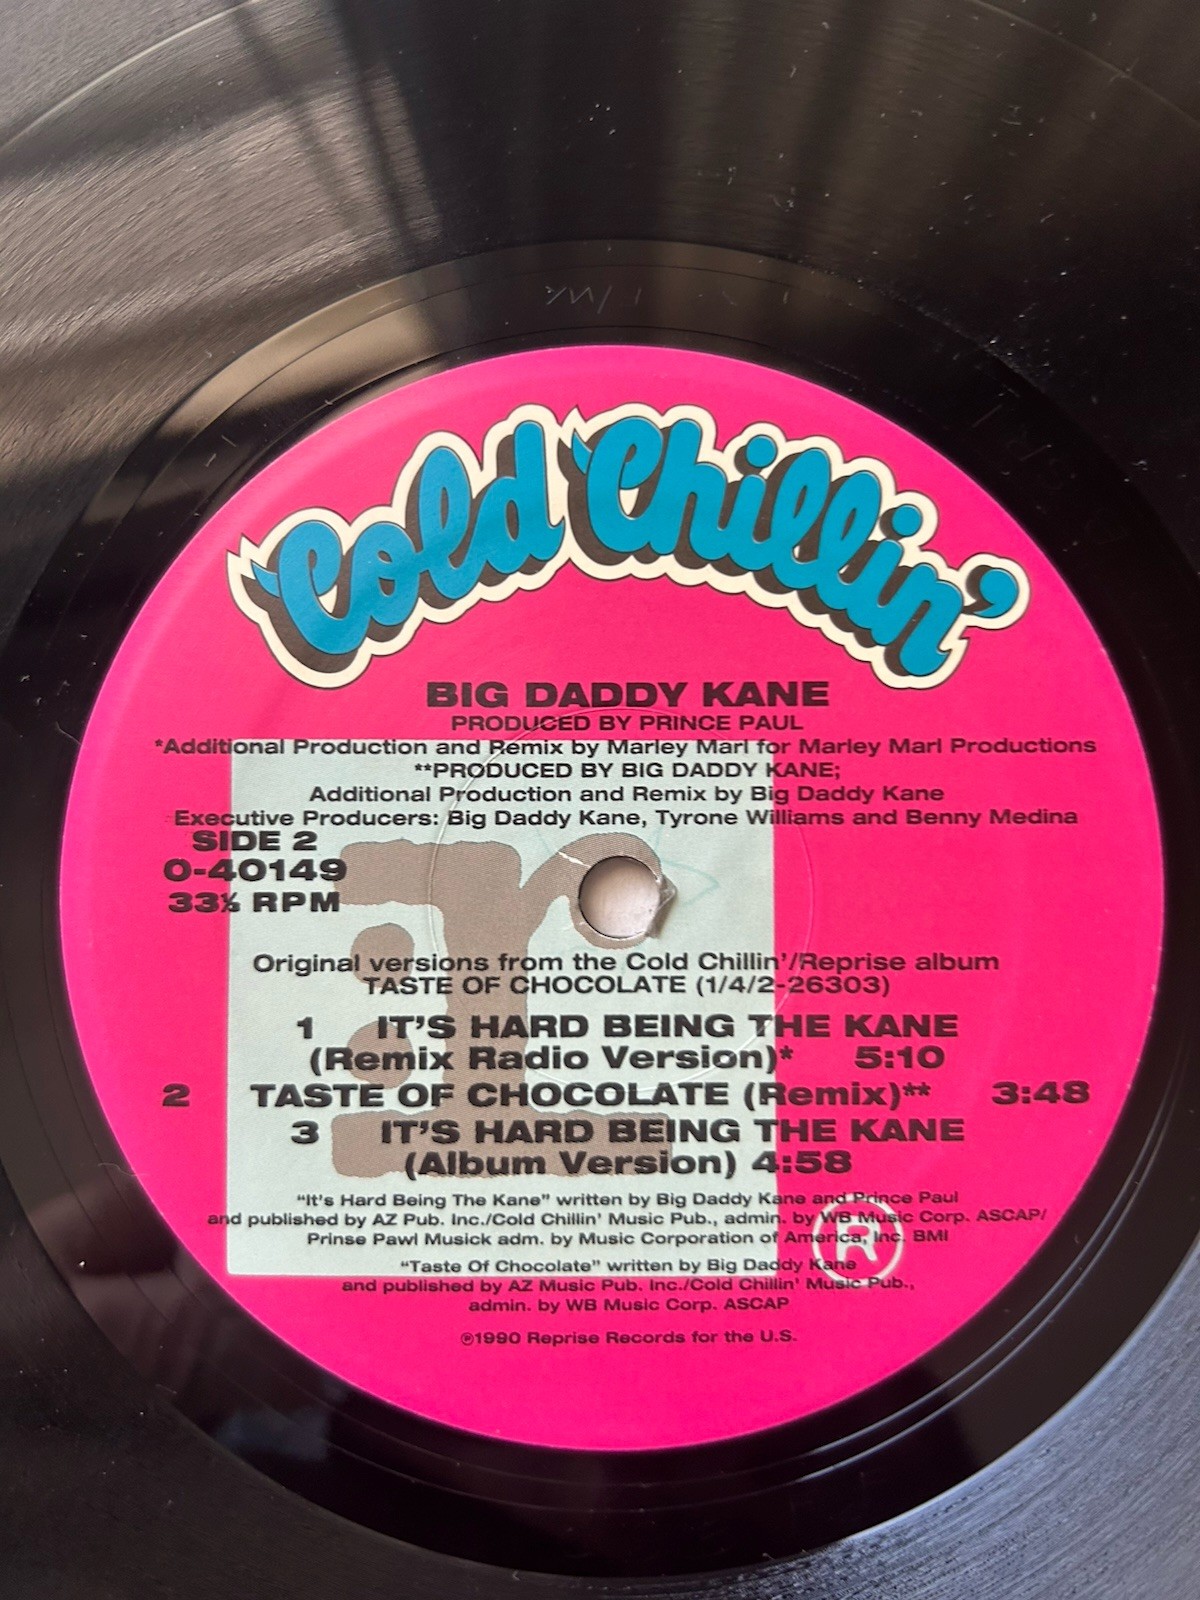 Cold Chillin'
BIG DADDY KANE
PRODUCED BY PRINCE PAUL
*Additional Production and Remix by Marley Marl for Marley Marl Productions
**PRODUCED BY BIG DADDY KANE;
Additional Production and Remix by Big Daddy Kane
Executive Producers: Big Daddy Kane, Tyrone Williams and Benny Medina
SIDE 2
0-40149
33⅓ RPM
r:
Original versions from the Cold Chillin'/Reprise album
TASTE OF CHOCOLATE (1/4/2-26303)
1 IT'S HARD BEING THE KANE
(Remix Radio Version)* 5:10
2 TASTE OF CHOCOLATE (Remix)** 3:48
3 IT'S HARD BEING THE KANE
(Album Version) 4:58
"It's Hard Being The Kane" written by Big Daddy Kane and Prince Paul
and published by AZ Pub. Inc./Cold Chillin' Music Pub., admin. by WB Music Corp. ASCAP/
Prinse Pawl Musick adm. by Music Corporation of America, Inc. BMI
"Taste Of Chocolate" written by Big Daddy Kane
and published by AZ Music Pub. Inc./Cold Chillin' Music Pub.,
admin. by WB Music Corp. ASCAP
®
℗1990 Reprise Records for the U.S.